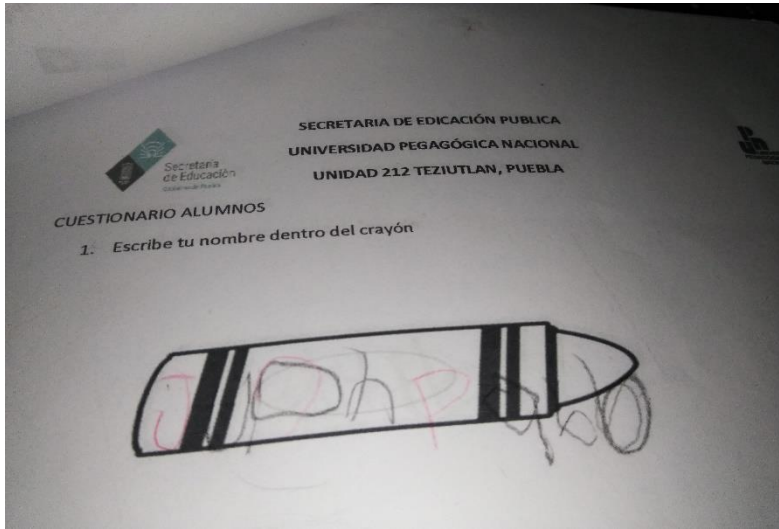 SECRETARIA DE EDICACIÓN PUBLICA
UNIVERSIDAD PEGAGÓGICA NACIONAL
UNIDAD 212 TEZIUTLAN, PUEBLA
Secretaría
de Educación
CUESTIONARIO ALUMNOS
1. Escribe tu nombre dentro del crayón